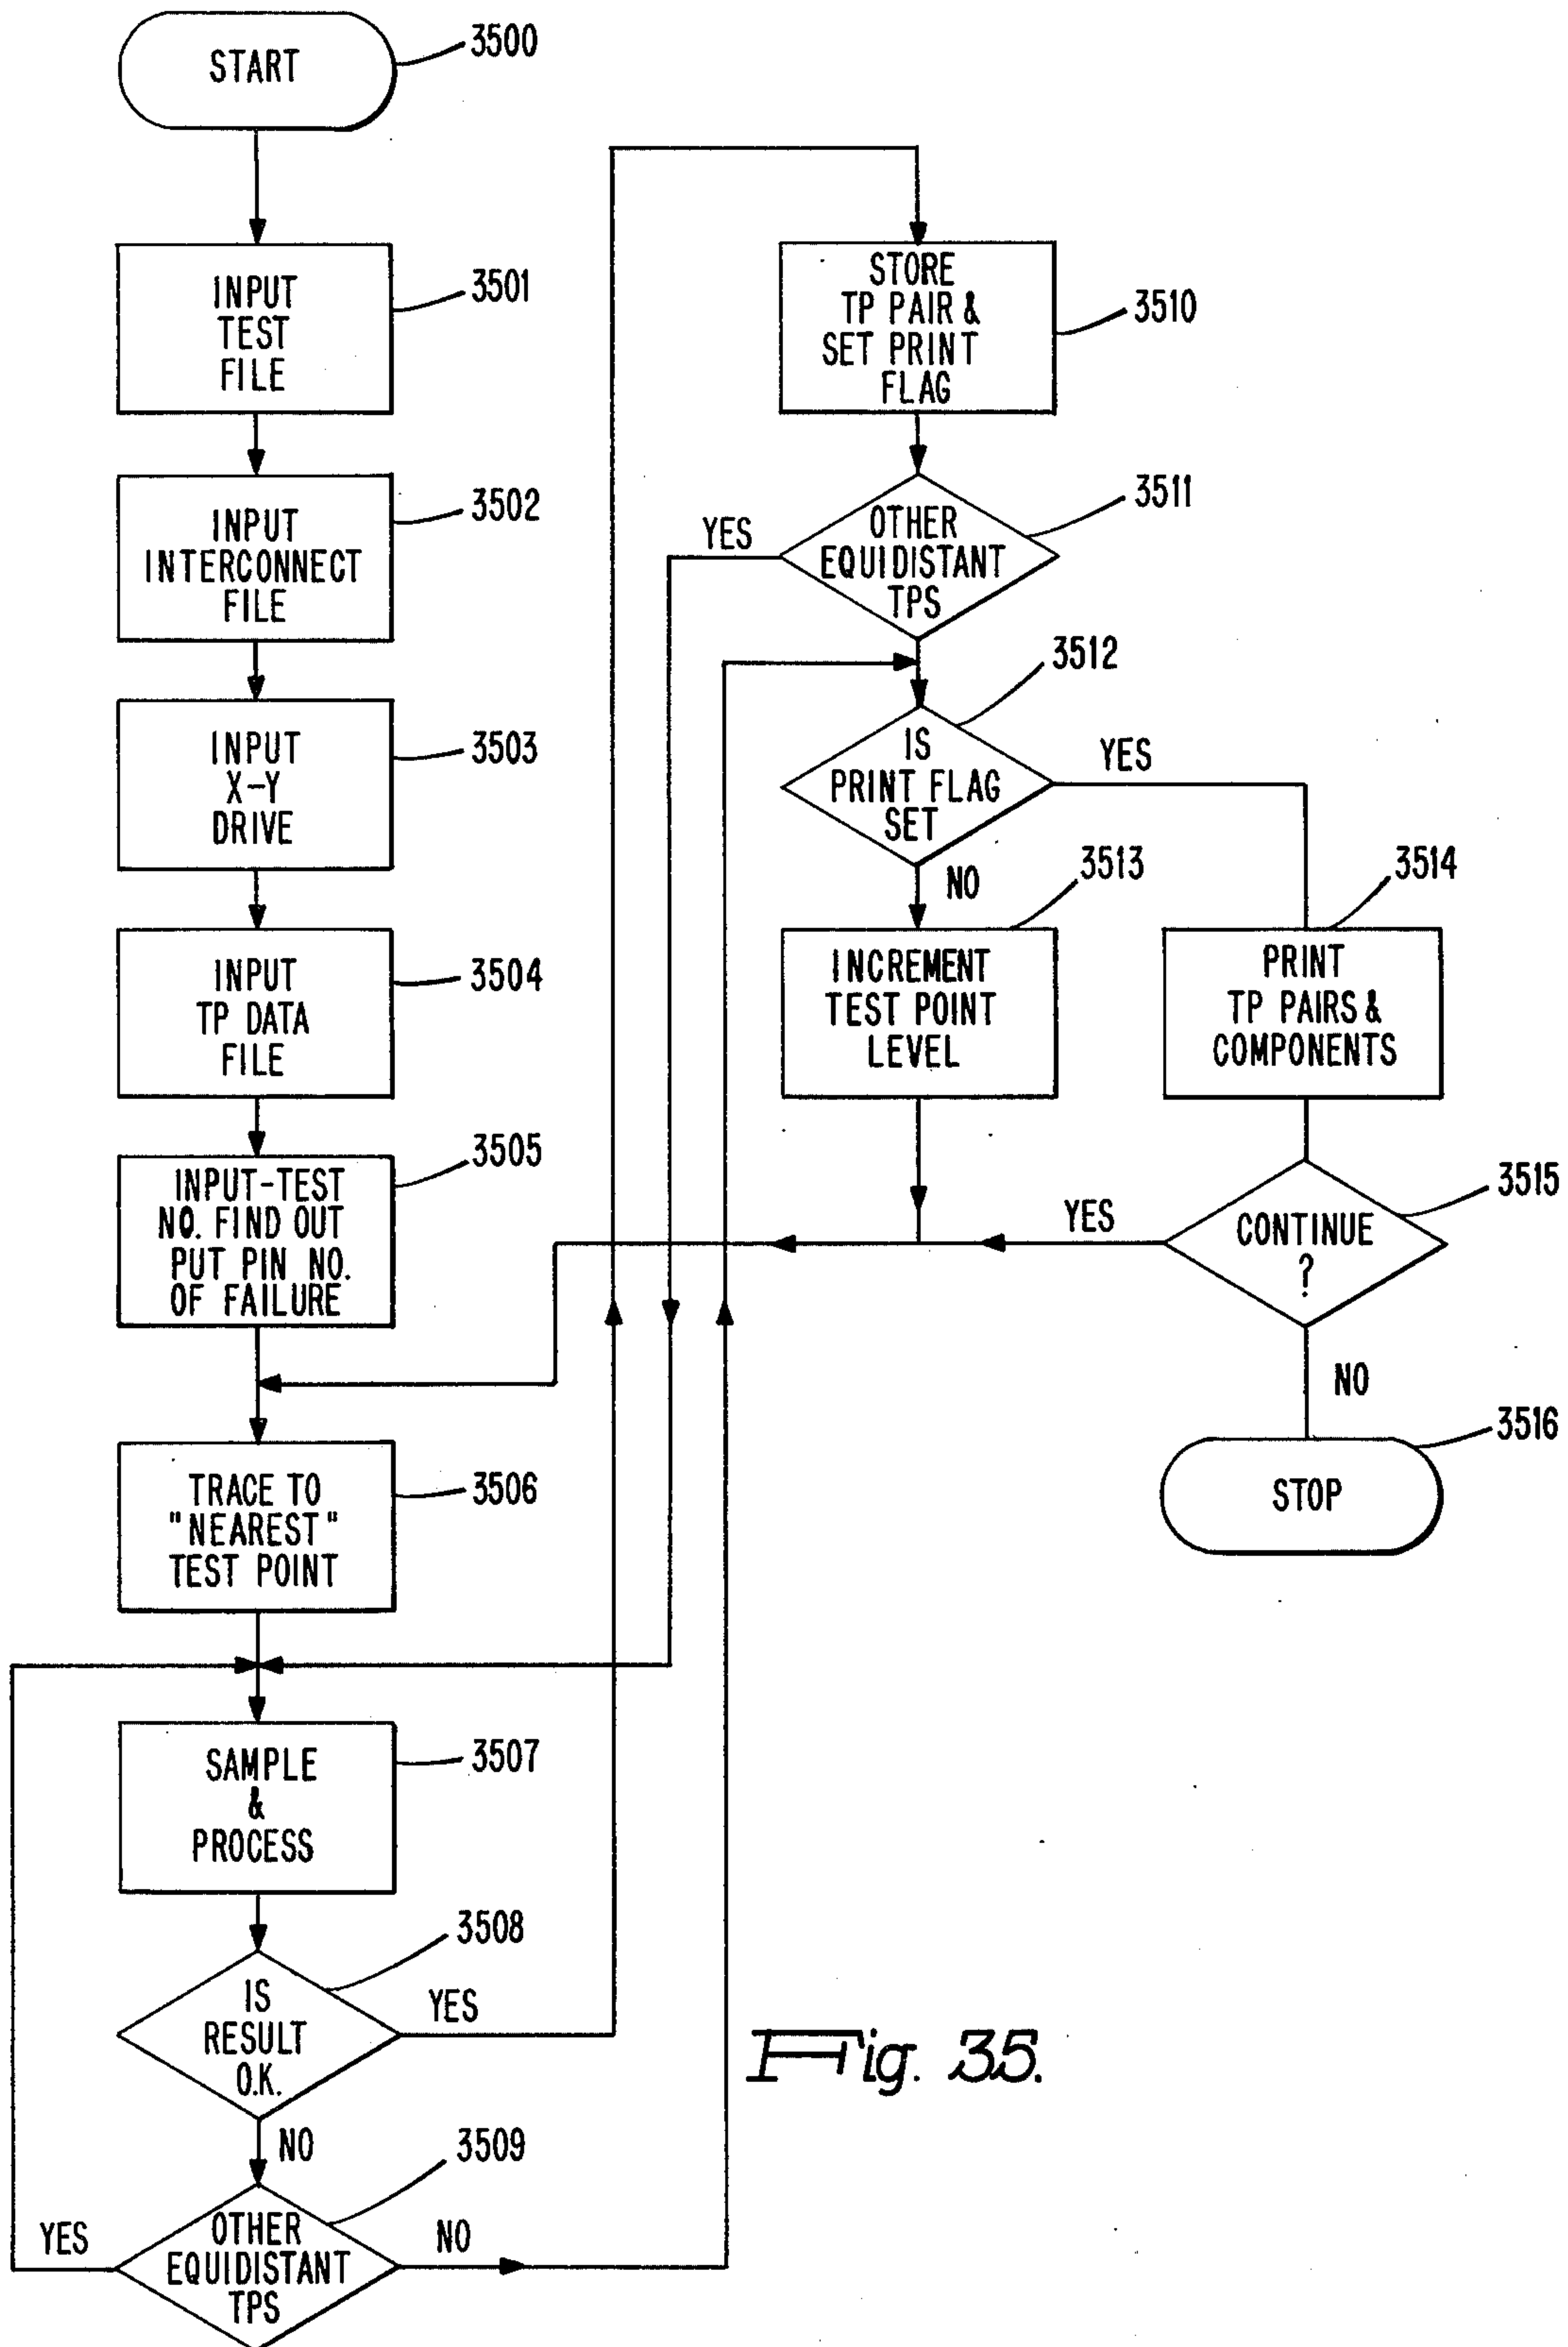 START
3500
INPUT
TEST
FILE
3501
INPUT
INTERCONNECT
FILE
3502
INPUT
X-Y
DRIVE
3503
INPUT
TP DATA
FILE
3504
INPUT-TEST
NO. FIND OUT
PUT PIN NO.
OF FAILURE
3505
TRACE TO
"NEAREST"
TEST POINT
3506
SAMPLE
&
PROCESS
3507
IS
RESULT
O.K.
3508
YES
NO
OTHER
EQUIDISTANT
TPS
3509
YES
NO
STORE
TP PAIR &
SET PRINT
FLAG
3510
OTHER
EQUIDISTANT
TPS
3511
YES
IS
PRINT FLAG
SET
3512
YES
NO
INCREMENT
TEST POINT
LEVEL
3513
PRINT
TP PAIRS &
COMPONENTS
3514
CONTINUE
?
3515
YES
NO
STOP
3516
Fig. 35.